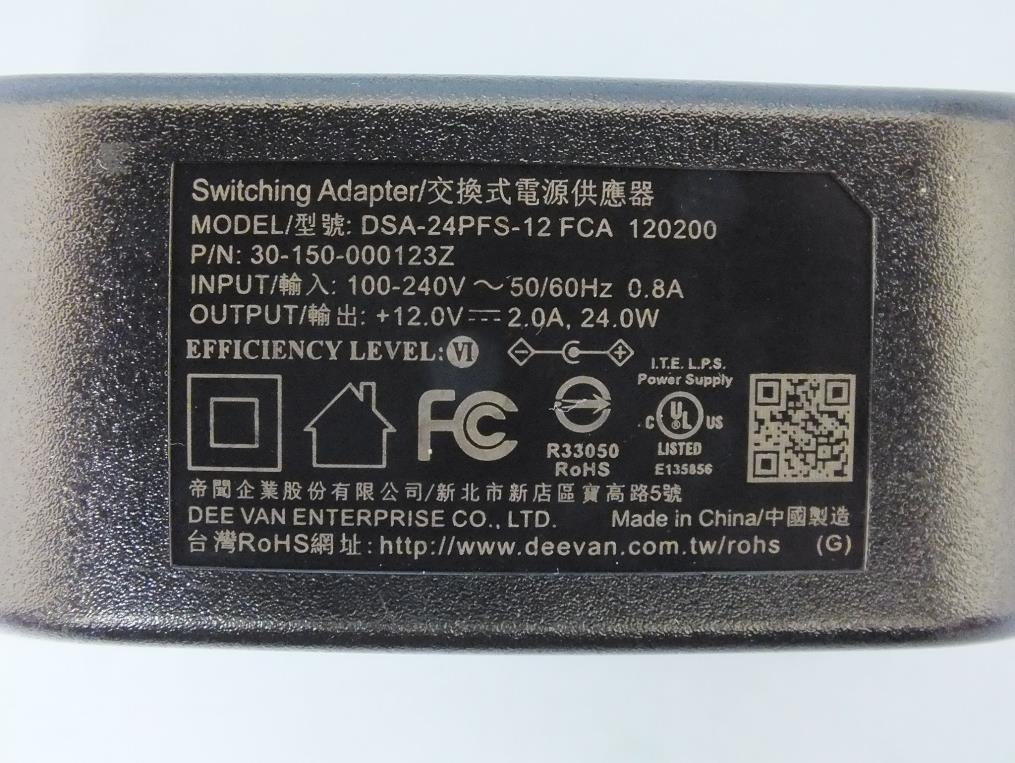 Switching Adapter/交換式電源供應器
MODEL/型號: DSA-24PFS-12 FCA 120200
P/N: 30-150-000123Z
INPUT/輸入: 100-240V ～ 50/60Hz 0.8A
OUTPUT/輸出: +12.0V⎓2.0A, 24.0W
EFFICIENCY LEVEL: VI
I.T.E. L.P.S.
Power Supply
FC
R33050
RoHS
C UL US
LISTED
E135856
帝聞企業股份有限公司/新北市新店區寶高路5號
DEE VAN ENTERPRISE CO., LTD. Made in China/中國製造
台灣RoHS網址: http://www.deevan.com.tw/rohs (G)